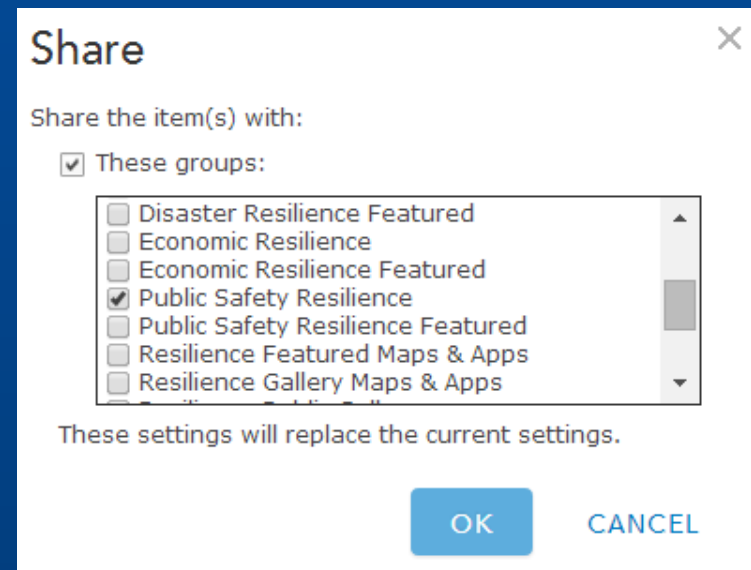 Share
Share the item(s) with:
These groups:
Disaster Resilience Featured
Economic Resilience
Economic Resilience Featured
Public Safety Resilience
Public Safety Resilience Featured
Resilience Featured Maps & Apps
Resilience Gallery Maps & Apps
These settings will replace the current settings.
OK CANCEL